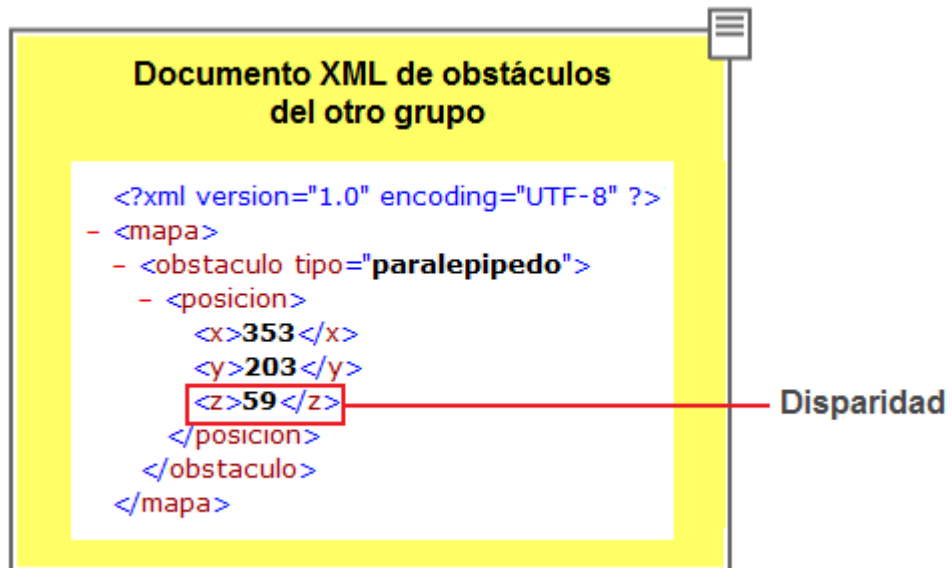 Documento XML de obstáculos
del otro grupo
<?xml version="1.0" encoding="UTF-8" ?>
– <mapa>
– <obstaculo tipo="paralepipedo">
– <posicion>
<x>353</x>
<y>203</y>
<z>59</z>
Disparidad
</posicion>
</obstaculo>
</mapa>